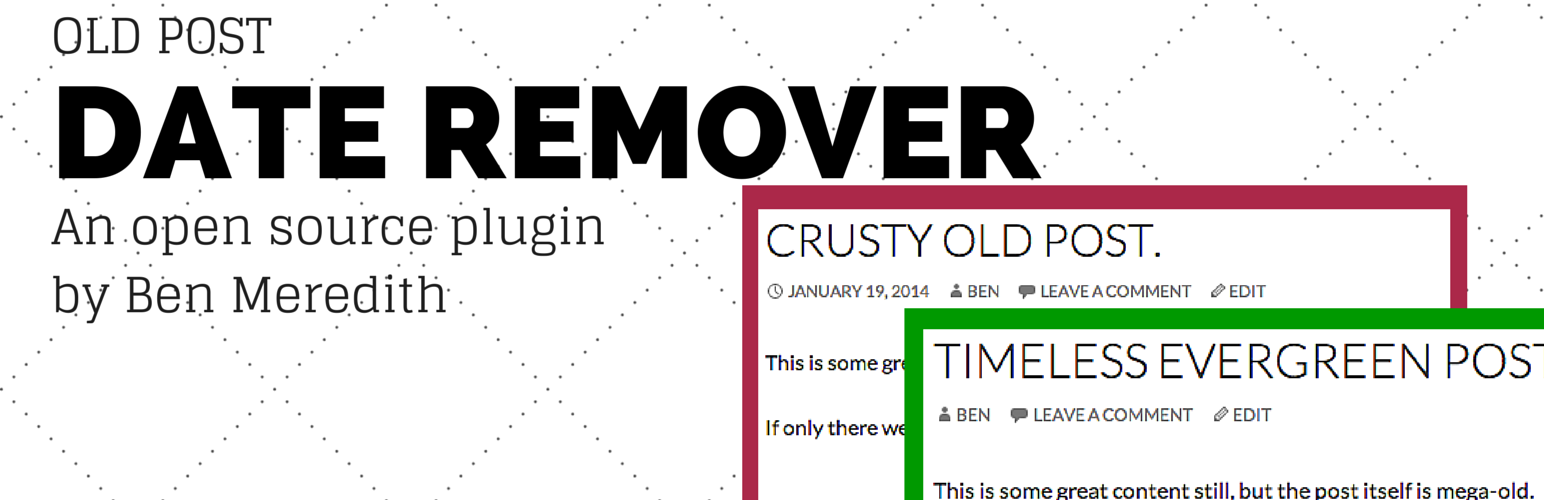 OLD POST
DATE REMOVER
An open source plugin
by Ben Meredith
CRUSTY OLD POST.
JANUARY 19, 2014 BEN LEAVE A COMMENT EDIT
This is some gre
If only there we
TIMELESS EVERGREEN POST
BEN LEAVE A COMMENT EDIT
This is some great content still, but the post itself is mega-old.